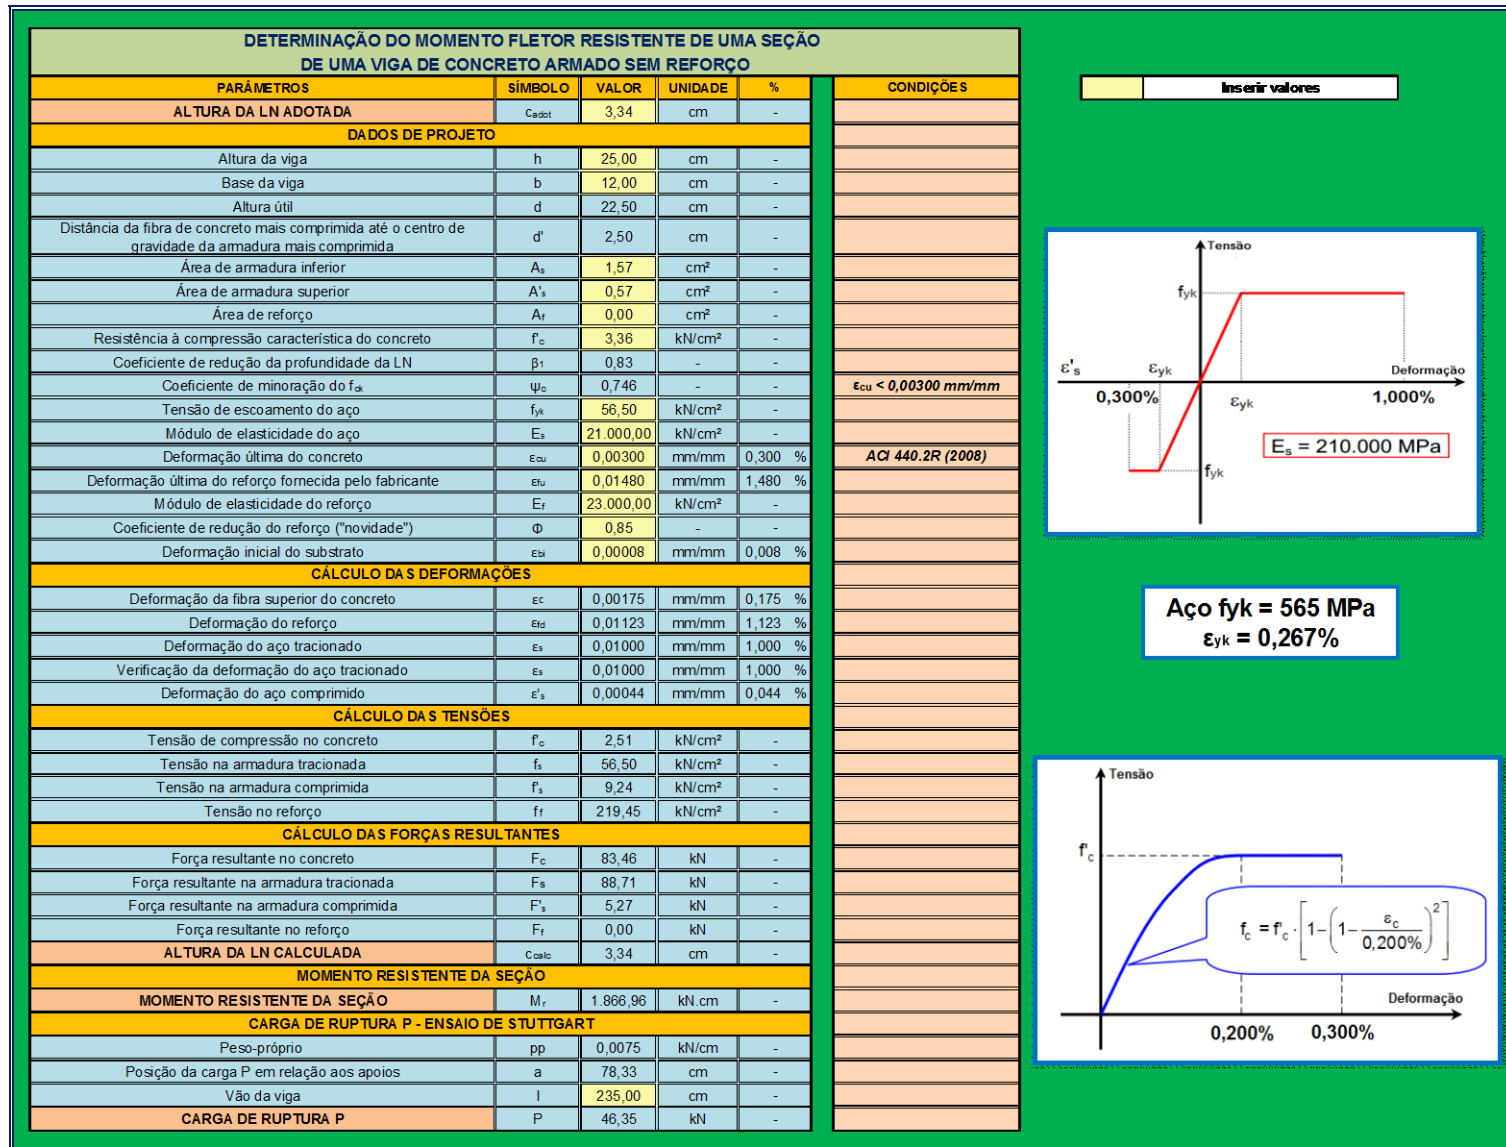 DETERMINAÇÃO DO MOMENTO FLETOR RESISTENTE DE UMA SEÇÃO
DE UMA VIGA DE CONCRETO ARMADO SEM REFORÇO
PARÂMETROS SÍMBOLO VALOR UNIDADE % CONDIÇÕES
Inserir valores
ALTURA DA LN ADOTADA cadot 3,34 cm -
DADOS DE PROJETO
Altura da viga h 25,00 cm -
Base da viga b 12,00 cm -
Altura útil d 22,50 cm -
Distância da fibra de concreto mais comprimida até o centro de
gravidade da armadura mais comprimida d' 2,50 cm -
Área de armadura inferior As 1,57 cm² -
Área de armadura superior A's 0,57 cm² -
Área de reforço Af 0,00 cm² -
Resistência à compressão característica do concreto f'c 3,36 kN/cm² -
Coeficiente de redução da profundidade da LN β1 0,83 - -
Coeficiente de minoração do fck ψc 0,746 - - εcu < 0,00300 mm/mm
Tensão de escoamento do aço fyk 56,50 kN/cm² -
Módulo de elasticidade do aço Es 21.000,00 kN/cm² -
Deformação última do concreto εcu 0,00300 mm/mm 0,300 % ACI 440.2R (2008)
Deformação última do reforço fornecida pelo fabricante εfu 0,01480 mm/mm 1,480 %
Módulo de elasticidade do reforço Ef 23.000,00 kN/cm² -
Coeficiente de redução do reforço ("novidade") Φ 0,85 - -
Deformação inicial do substrato εbi 0,00008 mm/mm 0,008 %
CÁLCULO DAS DEFORMAÇÕES
Deformação da fibra superior do concreto εc 0,00175 mm/mm 0,175 %
Deformação do reforço εfd 0,01123 mm/mm 1,123 %
Deformação do aço tracionado εs 0,01000 mm/mm 1,000 %
Verificação da deformação do aço tracionado εs 0,01000 mm/mm 1,000 %
Deformação do aço comprimido ε's 0,00044 mm/mm 0,044 %
CÁLCULO DAS TENSÕES
Tensão de compressão no concreto f'c 2,51 kN/cm² -
Tensão na armadura tracionada fs 56,50 kN/cm² -
Tensão na armadura comprimida f's 9,24 kN/cm² -
Tensão no reforço ff 219,45 kN/cm² -
CÁLCULO DAS FORÇAS RESULTANTES
Força resultante no concreto Fc 83,46 kN -
Força resultante na armadura tracionada Fs 88,71 kN -
Força resultante na armadura comprimida F's 5,27 kN -
Força resultante no reforço Ff 0,00 kN -
ALTURA DA LN CALCULADA ccalc 3,34 cm -
MOMENTO RESISTENTE DA SEÇÃO
MOMENTO RESISTENTE DA SEÇÃO Mr 1.866,96 kN.cm -
CARGA DE RUPTURA P - ENSAIO DE STUTTGART
Peso-próprio pp 0,0075 kN/cm -
Posição da carga P em relação aos apoios a 78,33 cm -
Vão da viga l 235,00 cm -
CARGA DE RUPTURA P P 46,35 kN -
Tensão
fyk
ε's εyk Deformação
0,300% εyk 1,000%
Es = 210.000 MPa
fyk
Aço fyk = 565 MPa
εyk = 0,267%
Tensão
f'c
fc = f'c · [1 - (1 - εc / 0,200%)²]
Deformação
0,200% 0,300%